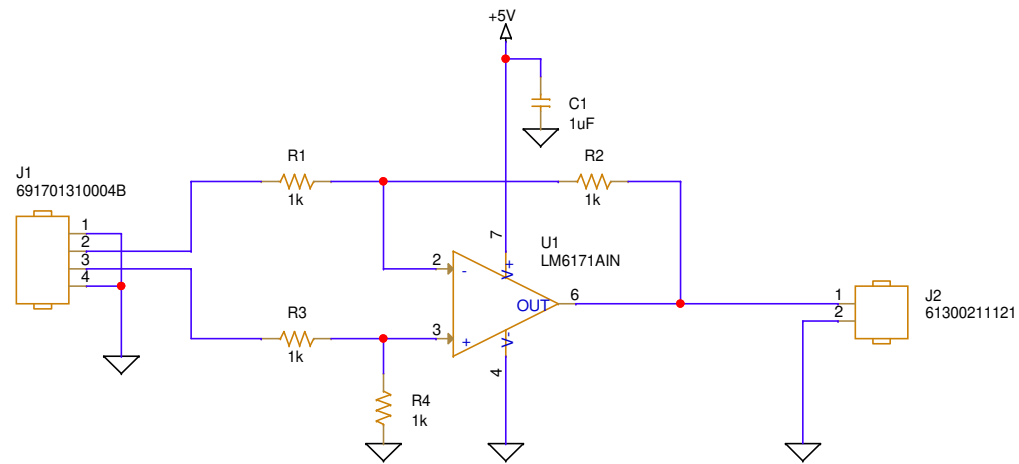 +5V
C1
1uF
R1
1k
R2
1k
J1
691701310004B
1
2
3
4
7
U1
LM6171AIN
2
-
V+
OUT
6
1
2
J2
61300211121
R3
1k
3
+
V-
4
R4
1k